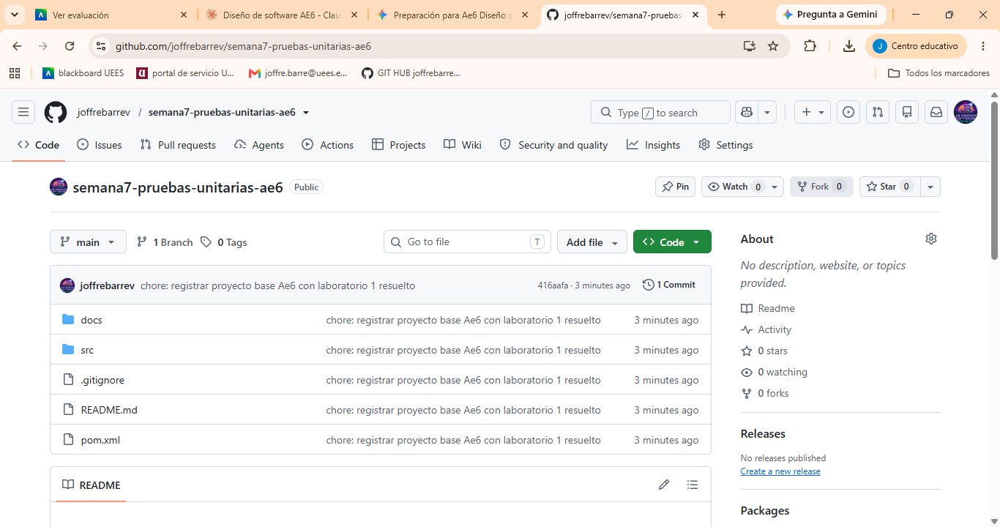 Ver evaluación
Diseño de software AE6 - Clau
Preparación para Ae6 Diseño d
joffrebarrev/semana7-pruebas
Pregunta a Gemini
github.com/joffrebarrev/semana7-pruebas-unitarias-ae6
J Centro educativo
blackboard UEES
portal de servicio U...
joffre.barre@uees.e...
GIT HUB joffrebarre...
Todos los marcadores
joffrebarrev / semana7-pruebas-unitarias-ae6
Type / to search
Code
Issues
Pull requests
Agents
Actions
Projects
Wiki
Security and quality
Insights
Settings
semana7-pruebas-unitarias-ae6 Public
Pin
Watch 0
Fork 0
Star 0
main
1 Branch
0 Tags
Go to file T
Add file
Code
joffrebarrev chore: registrar proyecto base Ae6 con laboratorio 1 resuelto 416aafa · 3 minutes ago 1 Commit
docs chore: registrar proyecto base Ae6 con laboratorio 1 resuelto 3 minutes ago
src chore: registrar proyecto base Ae6 con laboratorio 1 resuelto 3 minutes ago
.gitignore chore: registrar proyecto base Ae6 con laboratorio 1 resuelto 3 minutes ago
README.md chore: registrar proyecto base Ae6 con laboratorio 1 resuelto 3 minutes ago
pom.xml chore: registrar proyecto base Ae6 con laboratorio 1 resuelto 3 minutes ago
README
About
No description, website, or topics
provided.
Readme
Activity
0 stars
0 watching
0 forks
Releases
No releases published
Create a new release
Packages